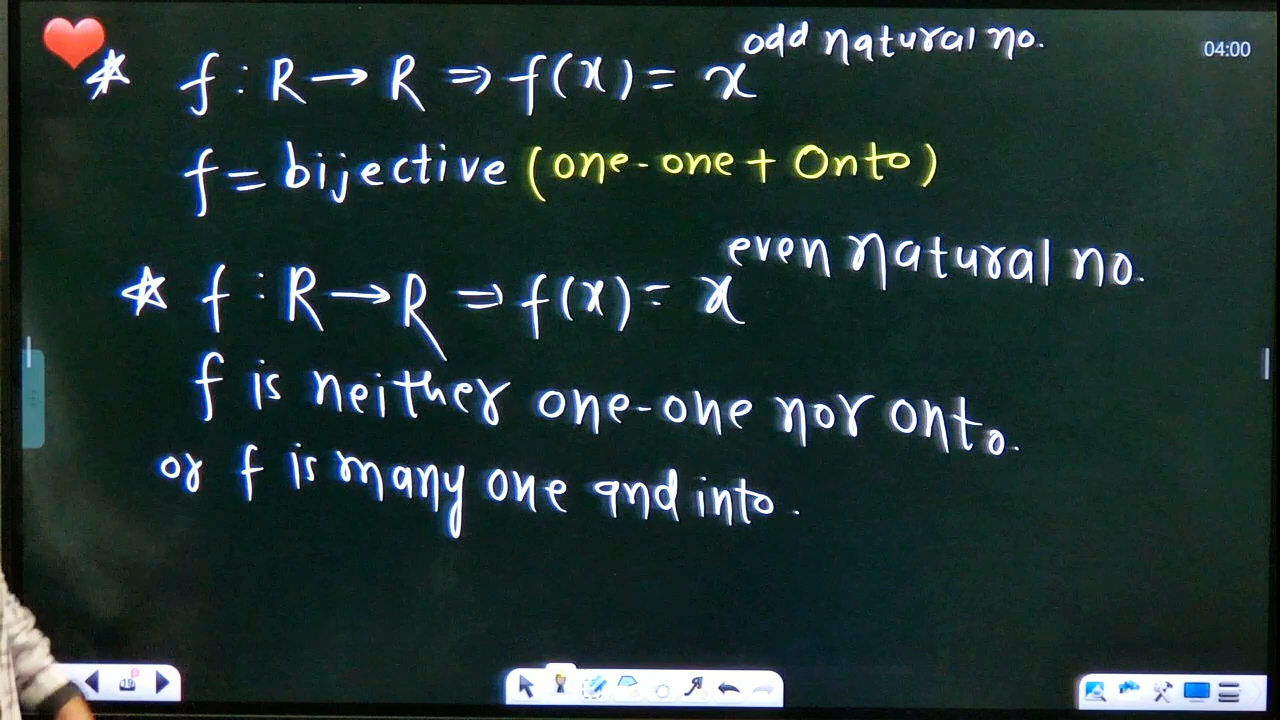 04:00
☆ f : R → R ⇒ f(x) = x^odd natural no.
f = bijective (one-one + Onto)
☆ f : R → R ⇒ f(x) = x^even natural no.
f is neither one-one nor onto.
or f is many one and into.
19